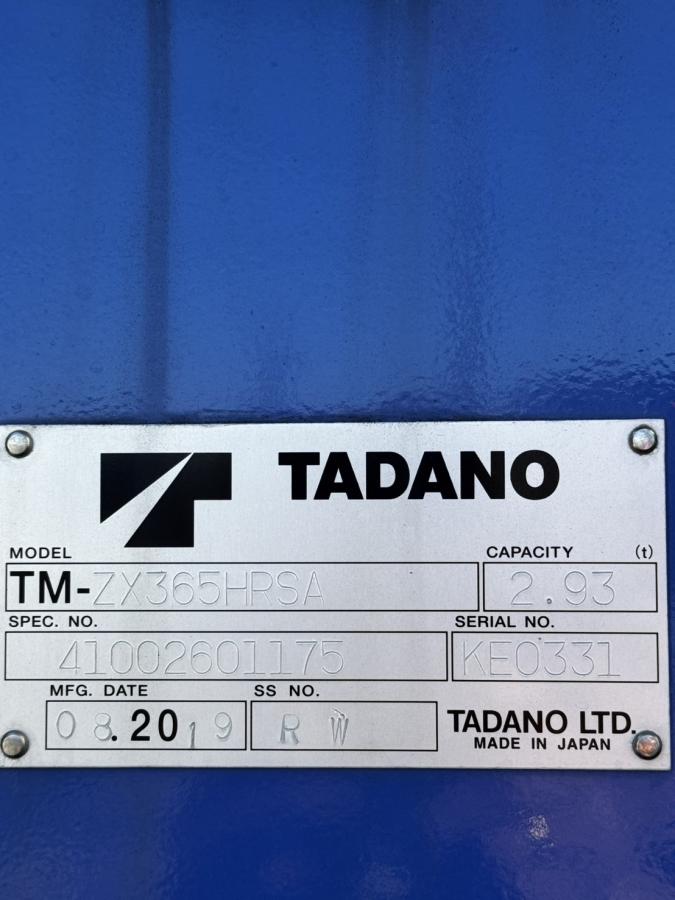 TADANO
MODEL
TM-ZX365HRSA
CAPACITY (t)
2.93
SPEC. NO.
41002601175
SERIAL NO.
KE0331
MFG. DATE
08.2019
SS NO.
R W
TADANO LTD.
MADE IN JAPAN